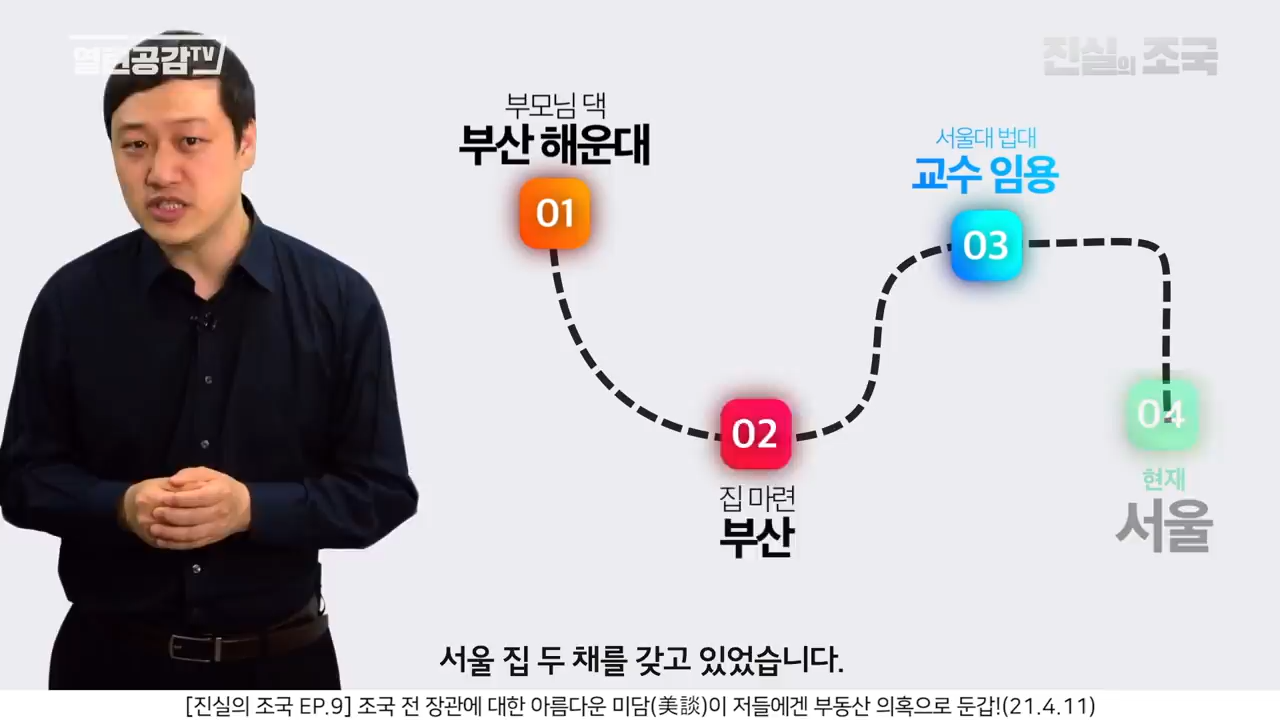 열린공감TV
진실의 조국
부모님 댁
부산 해운대
01
서울대 법대
교수 임용
03
02
집 마련
부산
04
현재
서울
서울 집 두 채를 갖고 있었습니다.
[진실의 조국 EP.9] 조국 전 장관에 대한 아름다운 미담(美談)이 저들에겐 부동산 의혹으로 둔갑!(21.4.11)